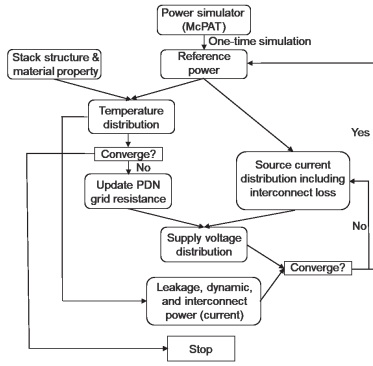 Power simulator
(McPAT)
One-time simulation
Stack structure &
material property
Reference
power
Temperature
distribution
Yes
Converge?
No
Source current
distribution including
interconnect loss
Update PDN
grid resistance
No
Supply voltage
distribution
Converge?
Leakage, dynamic,
and interconnect
power (current)
Stop